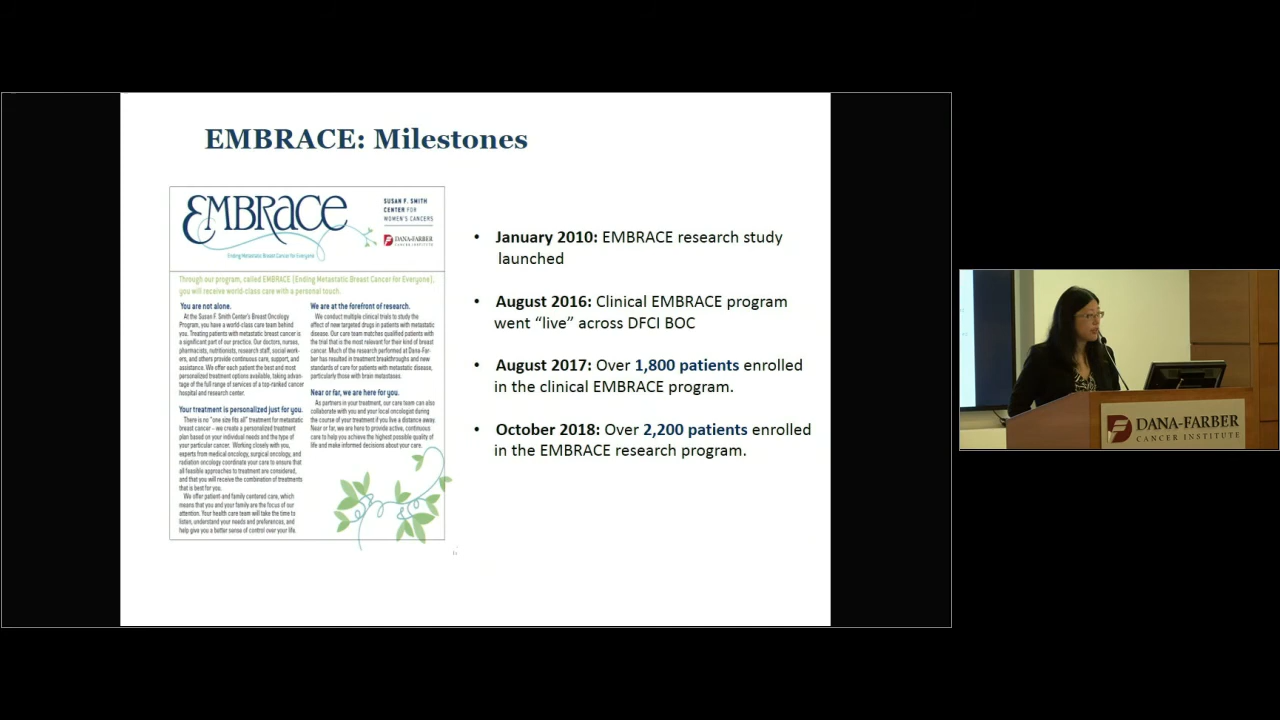 EMBRACE: Milestones
EMBRACE
Ending Metastatic Breast Cancer for Everyone
SUSAN F. SMITH
CENTER FOR
WOMEN'S CANCERS
DANA-FARBER
CANCER INSTITUTE
Through our program, called EMBRACE (Ending Metastatic Breast Cancer for Everyone),
you will receive world-class care with a personal touch.
You are not alone.
At the Susan F. Smith Center's Breast Oncology
Program, you have a world-class care team behind
you. Treating patients with metastatic breast cancer is
a significant part of our practice. Our doctors, nurses,
pharmacists, nutritionists, research staff, social work-
ers, and others provide continuous care, support, and
assistance. We offer each patient the best and most
personalized treatment options available, taking advan-
tage of the full range of services of a top-ranked cancer
hospital and research center.
Your treatment is personalized just for you.
There is no "one size fits all" treatment for metastatic
breast cancer – we create a personalized treatment
plan based on your individual needs and the type
of your particular cancer. Working closely with you,
experts from medical oncology, surgical oncology, and
radiation oncology coordinate your care to ensure that
all feasible approaches to treatment are considered,
and that you will receive the combination of treatments
that is best for you.
We offer patient and family centered care, which
means that you and your family are the focus of our
attention. Your health care team will take the time to
listen, understand your needs and preferences, and
help give you a better sense of control over your life.
We are at the forefront of research.
We conduct multiple clinical trials to study the
effect of new targeted drugs in patients with metastatic
disease. Our care team matches qualified patients with
the trial that is the most relevant for their kind of breast
cancer. Much of the research performed at Dana-Far-
ber has resulted in treatment breakthroughs and new
standards of care for patients with metastatic disease,
particularly those with brain metastases.
Near or far, we are here for you.
As partners in your treatment, our care team can also
collaborate with you and your local oncologist during
the course of your treatment if you live a distance away.
Near or far, we are here to provide active, continuous
care to help you achieve the highest possible quality of
life and make informed decisions about your care.
• January 2010: EMBRACE research study
launched
• August 2016: Clinical EMBRACE program
went “live” across DFCI BOC
• August 2017: Over 1,800 patients enrolled
in the clinical EMBRACE program.
• October 2018: Over 2,200 patients enrolled
in the EMBRACE research program.
DANA-FARBER
CANCER INSTITUTE